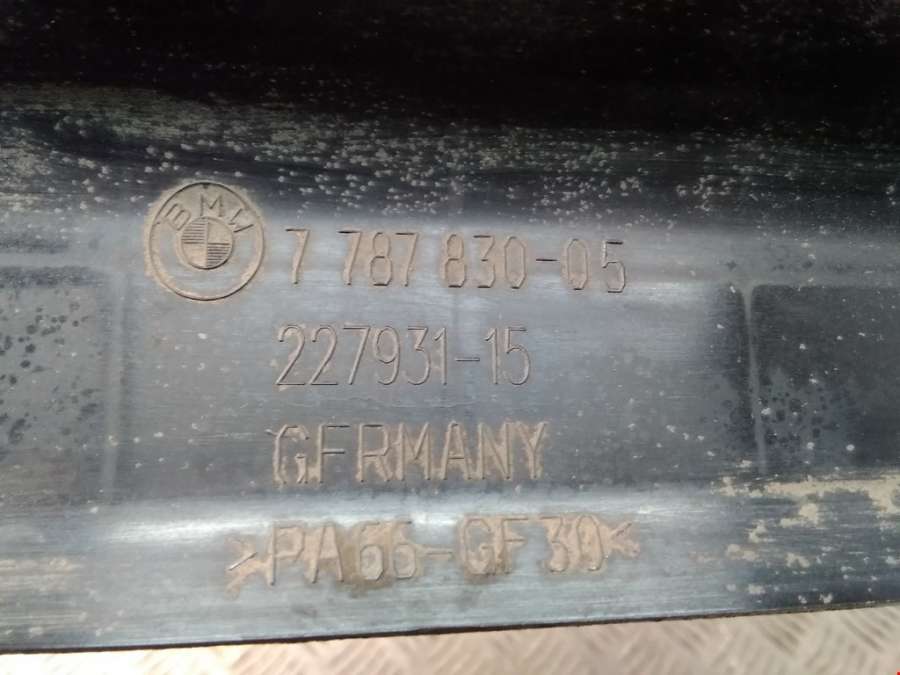 BMW
7 787 830-05
227931-15
GERMANY
>PA66-GF30<